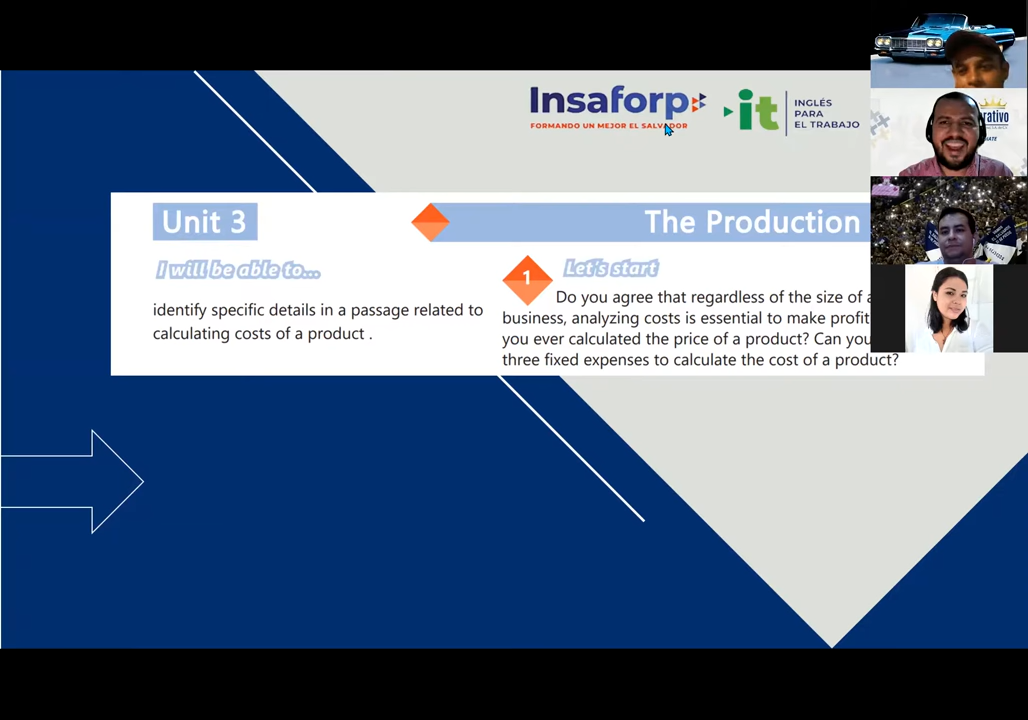 Insaforp
FORMANDO UN MEJOR EL SALVADOR
it
INGLÉS
PARA
EL TRABAJO
Unit 3
The Production
I will be able to...
identify specific details in a passage related to
calculating costs of a product .
1
Let's start
Do you agree that regardless of the size of
business, analyzing costs is essential to make profit
you ever calculated the price of a product? Can you
three fixed expenses to calculate the cost of a product?